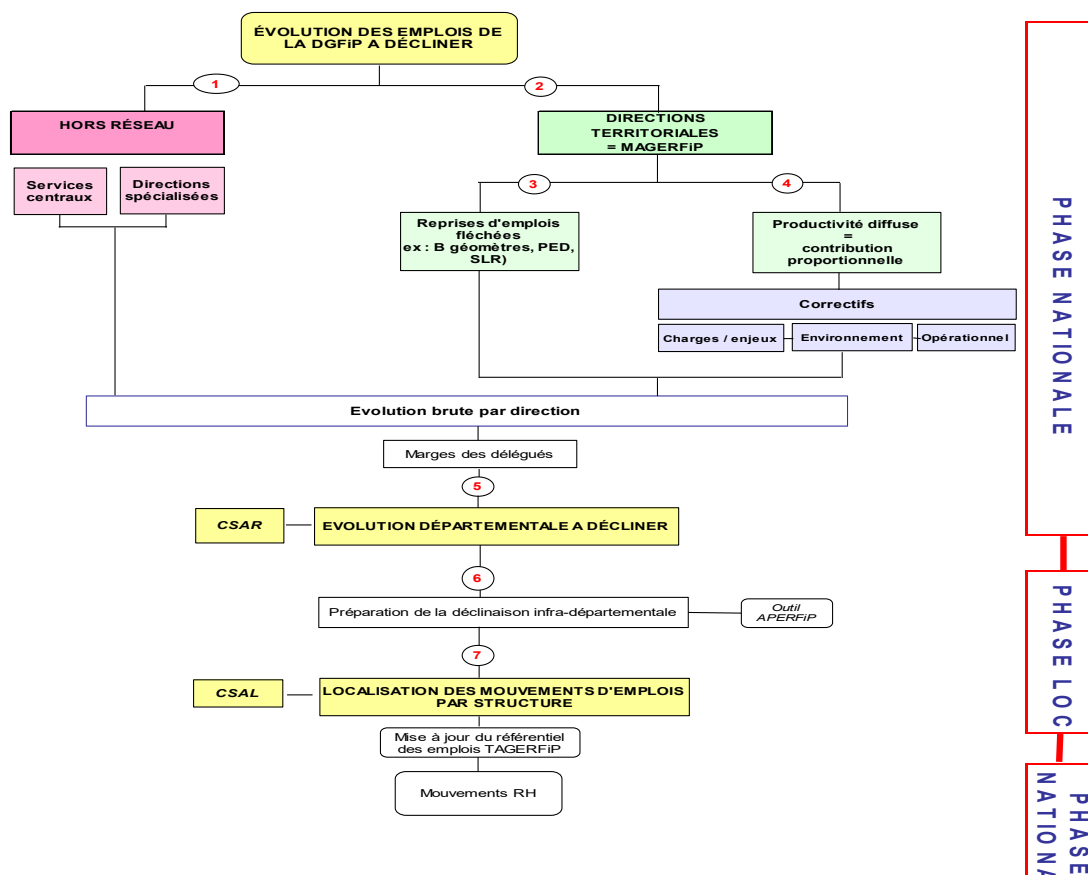 ÉVOLUTION DES EMPLOIS DE
LA DGFiP A DÉCLINER
1
2
HORS RÉSEAU
DIRECTIONS
TERRITORIALES
= MAGERFiP
Services
centraux
Directions
spécialisées
3
4
Reprises d'emplois
fléchées
ex : B géomètres, PED,
SLR)
Productivité diffuse
=
contribution
proportionnelle
Correctifs
Charges / enjeux
Environnement
Opérationnel
Evolution brute par direction
Marges des délégués
5
CSAR
EVOLUTION DÉPARTEMENTALE A DÉCLINER
6
Préparation de la déclinaison infra-départementale
Outil
APERFiP
7
CSAL
LOCALISATION DES MOUVEMENTS D'EMPLOIS
PAR STRUCTURE
Mise à jour du référentiel
des emplois TAGERFiP
Mouvements RH
PHASE NATIONALE
PHASE LOC
PHASE
NATIONA